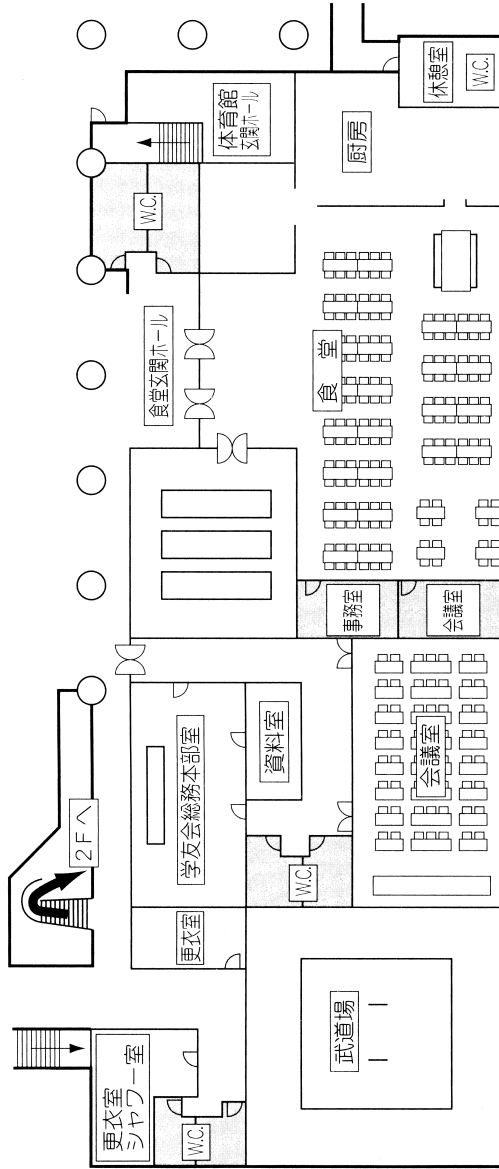 2Fへ
更衣室
シャワー室
W.C.
更衣室
学友会総務本部室
資料室
W.C.
武道場
会議室
会議室
事務室
食堂
食堂玄関ホール
W.C.
体育館
玄関ホール
厨房
休憩室
W.C.